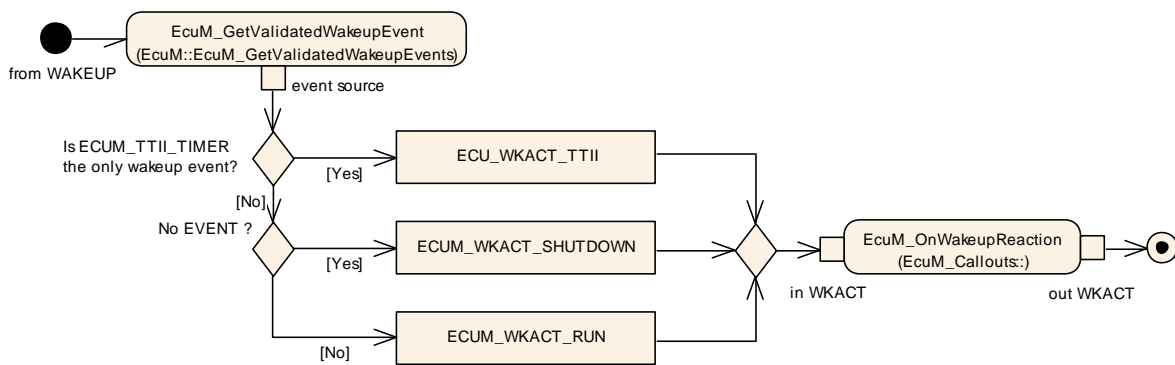 EcuM_GetValidatedWakeupEvent
(EcuM::EcuM_GetValidatedWakeupEvents)
from WAKEUP
event source
Is ECUM_TTII_TIMER
the only wakeup event?
[Yes]
ECU_WKACT_TTII
[No]
No EVENT ?
[Yes]
ECUM_WKACT_SHUTDOWN
EcuM_OnWakeupReaction
(EcuM_Callouts::)
in WKACT
out WKACT
[No]
ECUM_WKACT_RUN